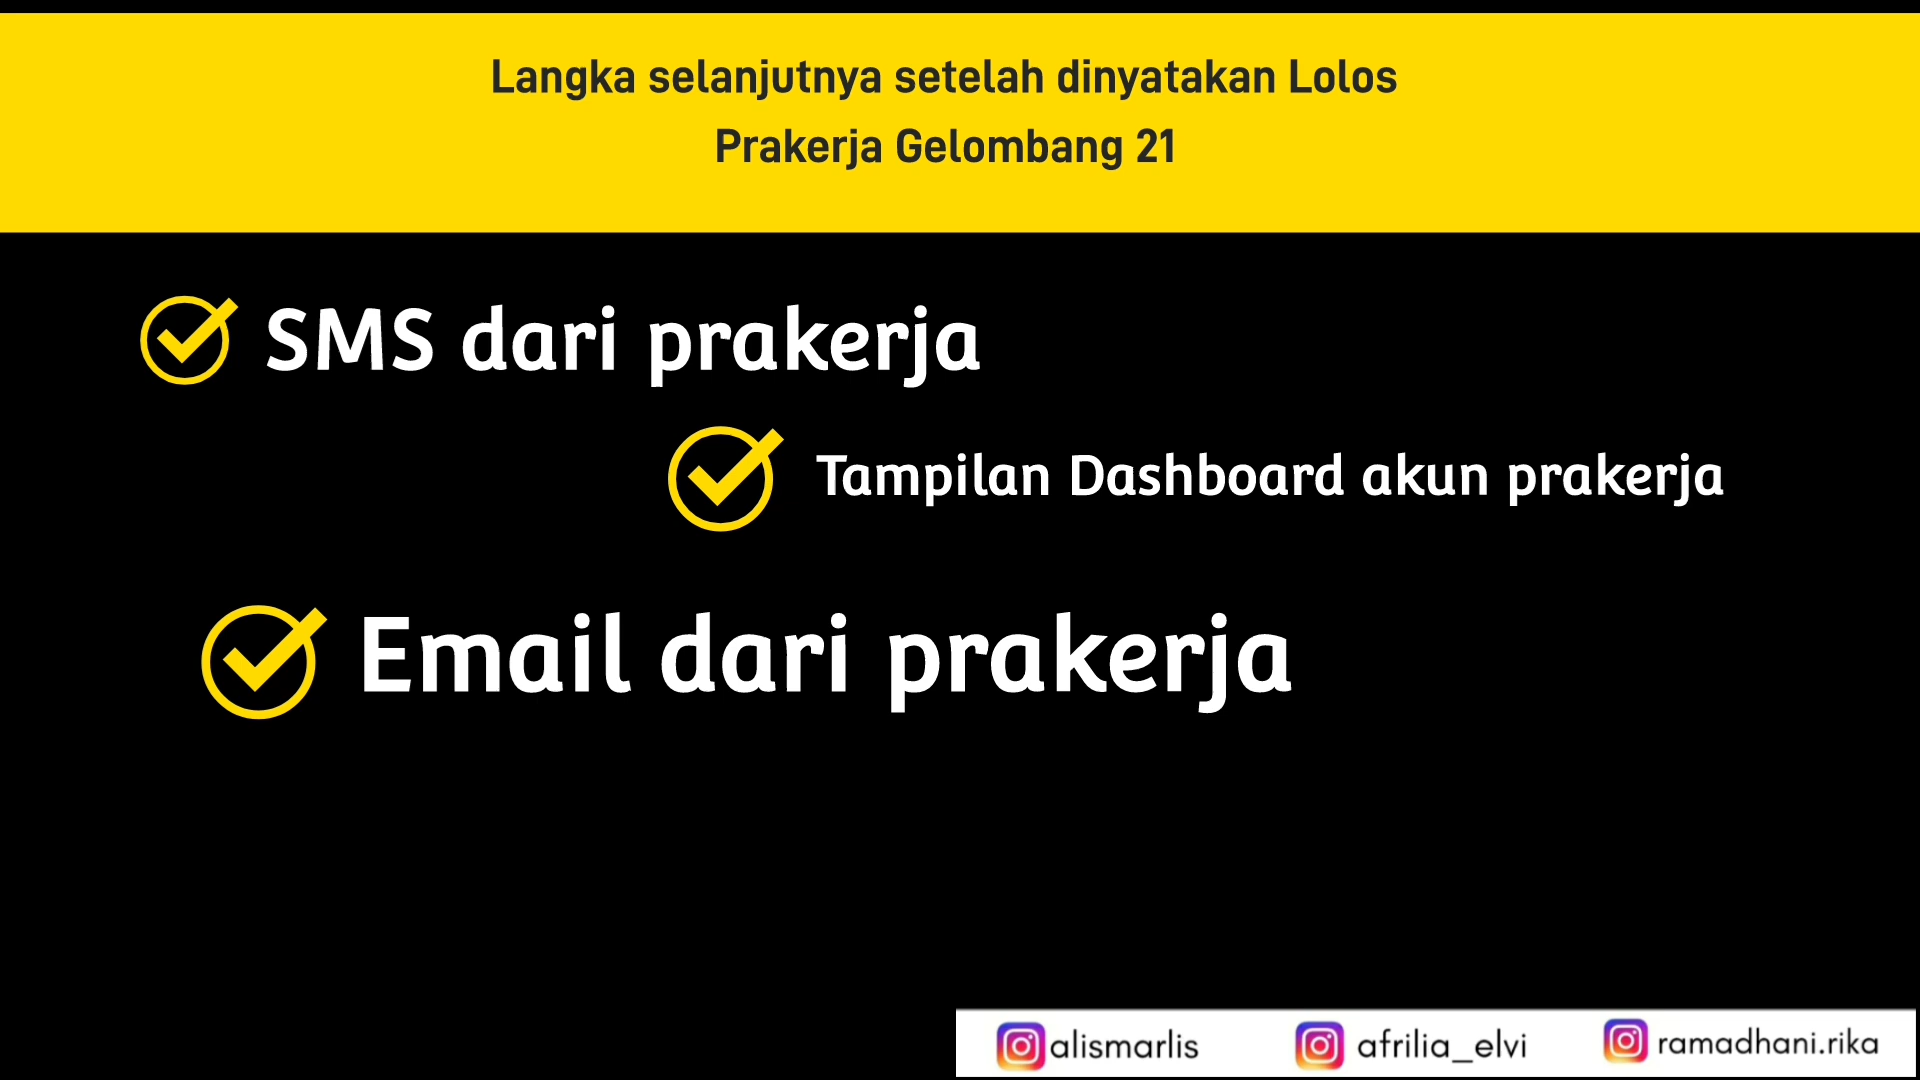 Langka selanjutnya setelah dinyatakan Lolos
Prakerja Gelombang 21
SMS dari prakerja
Tampilan Dashboard akun prakerja
Email dari prakerja
alismarlis
afrilia_elvi
ramadhani.rika